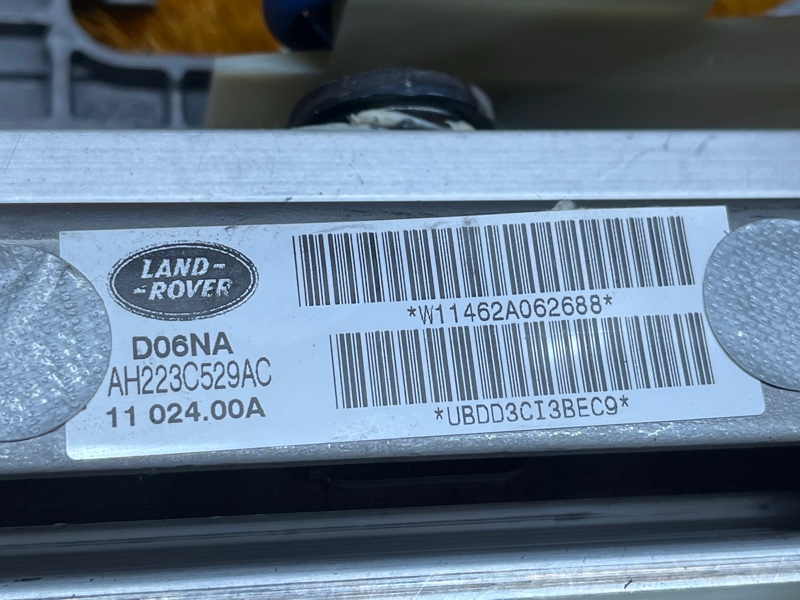 LAND-
-ROVER
D06NA
AH223C529AC
11 024.00A
*W11462A062688*
*UBDD3CI3BEC9*